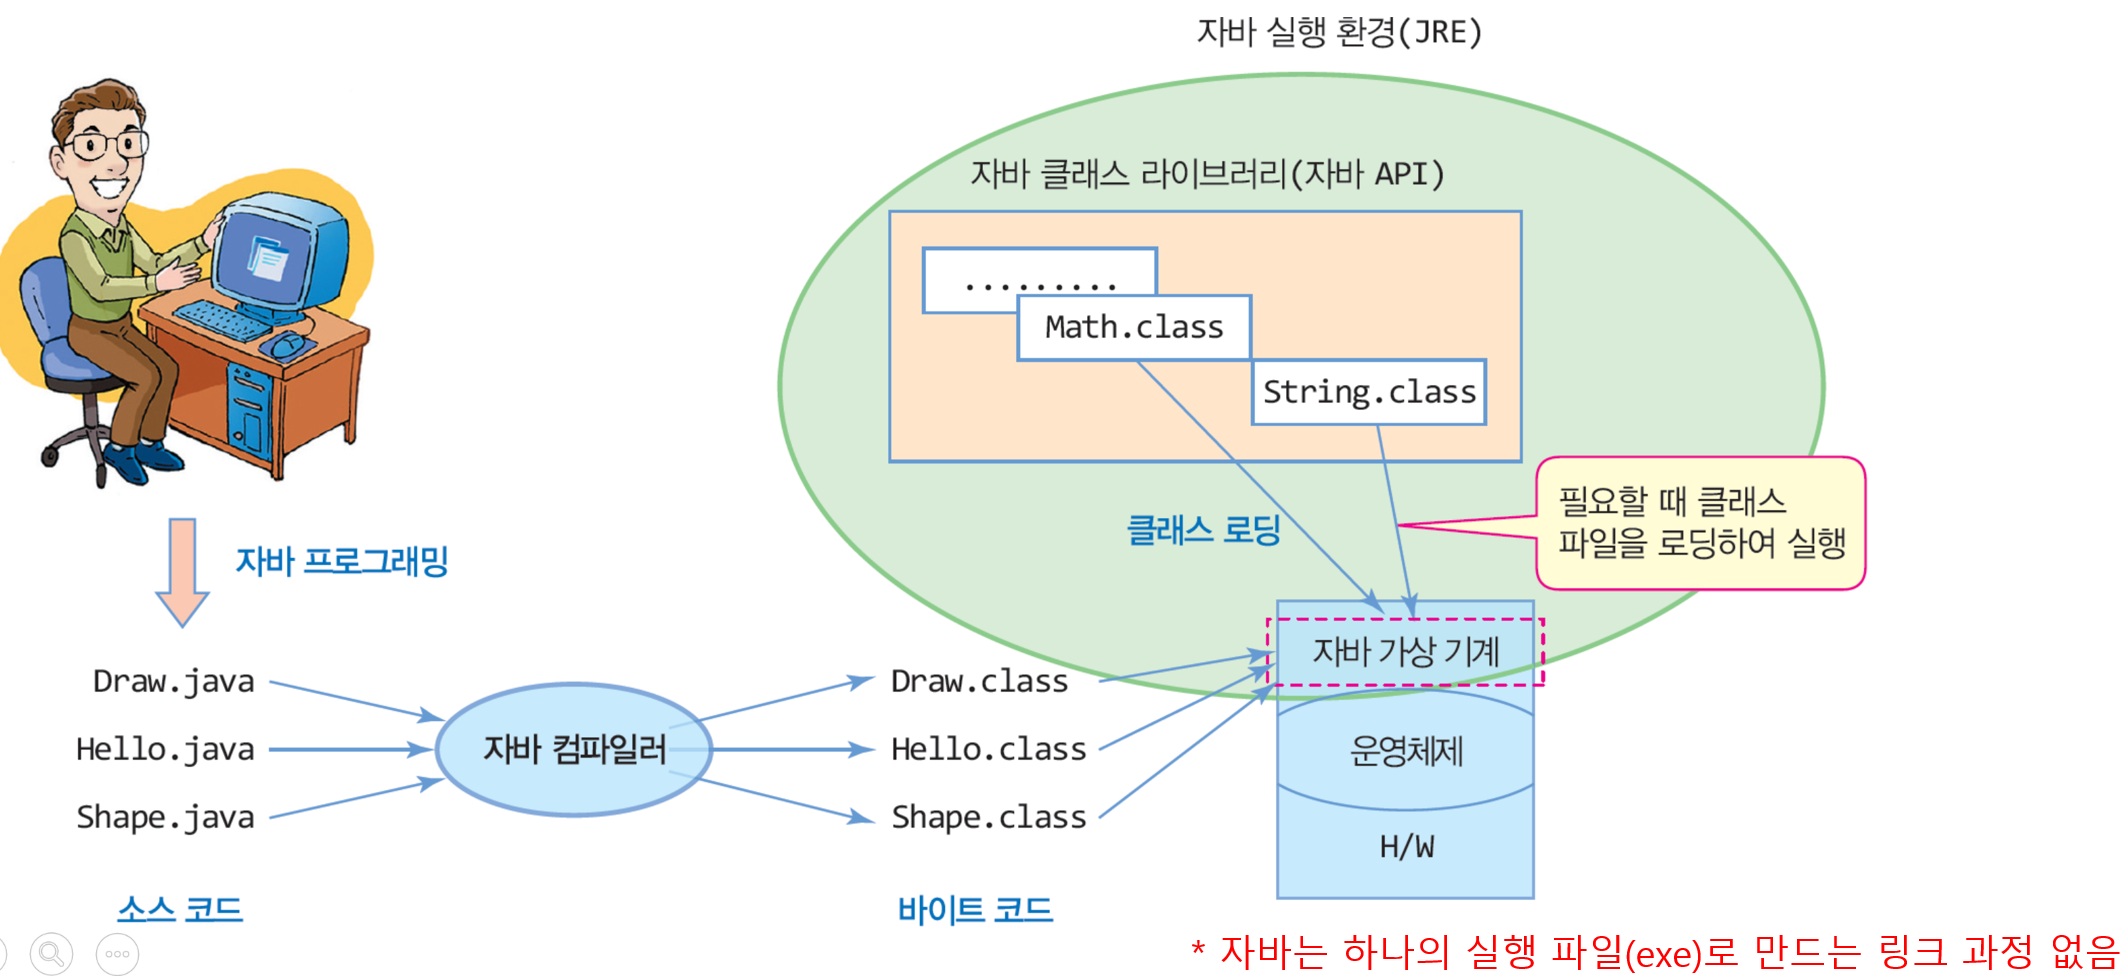 자바 실행 환경(JRE)
자바 클래스 라이브러리(자바 API)
.........
Math.class
String.class
클래스 로딩
필요할 때 클래스
파일을 로딩하여 실행
자바 프로그래밍
Draw.java
Hello.java
Shape.java
자바 컴파일러
Draw.class
Hello.class
Shape.class
자바 가상 기계
운영체제
H/W
소스 코드
바이트 코드
* 자바는 하나의 실행 파일(exe)로 만드는 링크 과정 없음